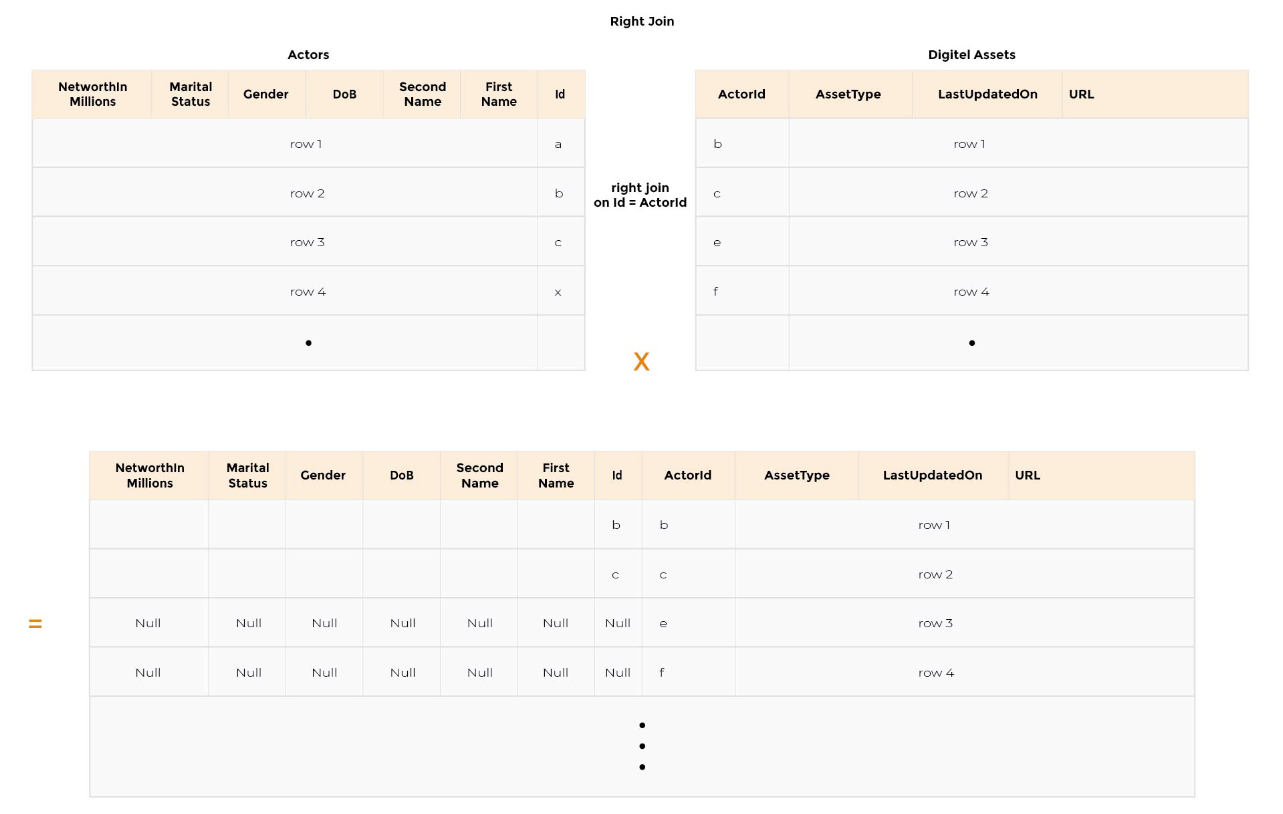 Right Join
Actors
NetworthIn Millions Marital Status Gender DoB Second Name First Name Id
row 1 a
row 2 b
row 3 c
row 4 x
•
right join
on Id = ActorId
X
Digitel Assets
ActorId AssetType LastUpdatedOn URL
b row 1
c row 2
e row 3
f row 4
•
=
NetworthIn Millions Marital Status Gender DoB Second Name First Name Id ActorId AssetType LastUpdatedOn URL
b b row 1
c c row 2
Null Null Null Null Null Null Null e row 3
Null Null Null Null Null Null Null f row 4
•
•
•